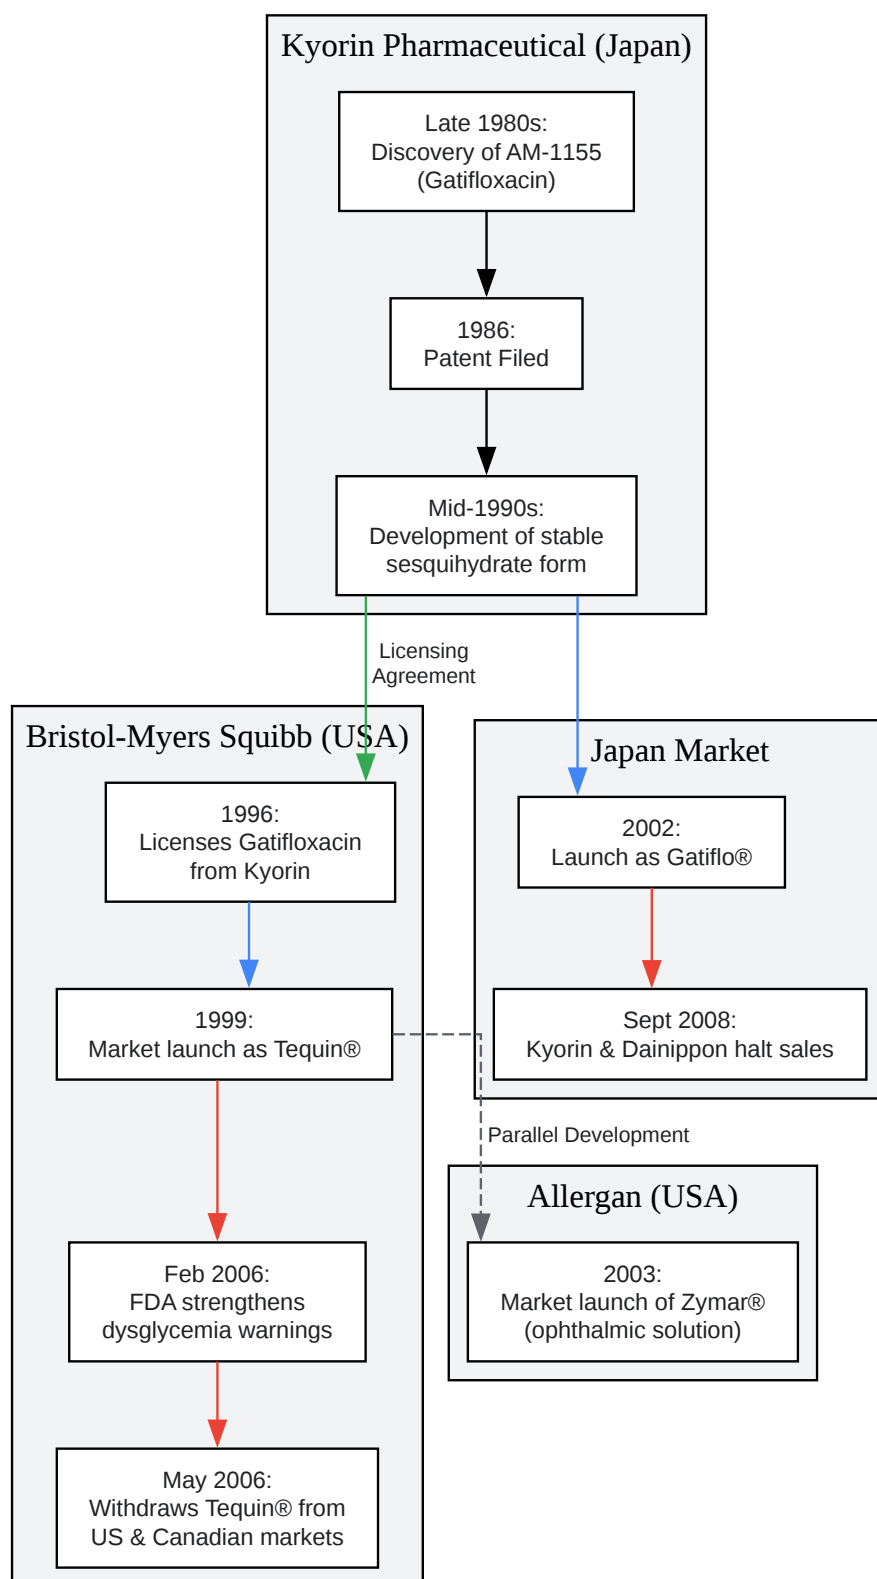 Kyorin Pharmaceutical (Japan)
Late 1980s:
Discovery of AM-1155
(Gatifloxacin)
1986:
Patent Filed
Mid-1990s:
Development of stable
sesquihydrate form
Licensing
Agreement
Bristol-Myers Squibb (USA)
1996:
Licenses Gatifloxacin
from Kyorin
1999:
Market launch as Tequin®
Feb 2006:
FDA strengthens
dysglycemia warnings
May 2006:
Withdraws Tequin® from
US & Canadian markets
Japan Market
2002:
Launch as Gatiflo®
Sept 2008:
Kyorin & Dainippon halt sales
Parallel Development
Allergan (USA)
2003:
Market launch of Zymar®
(ophthalmic solution)